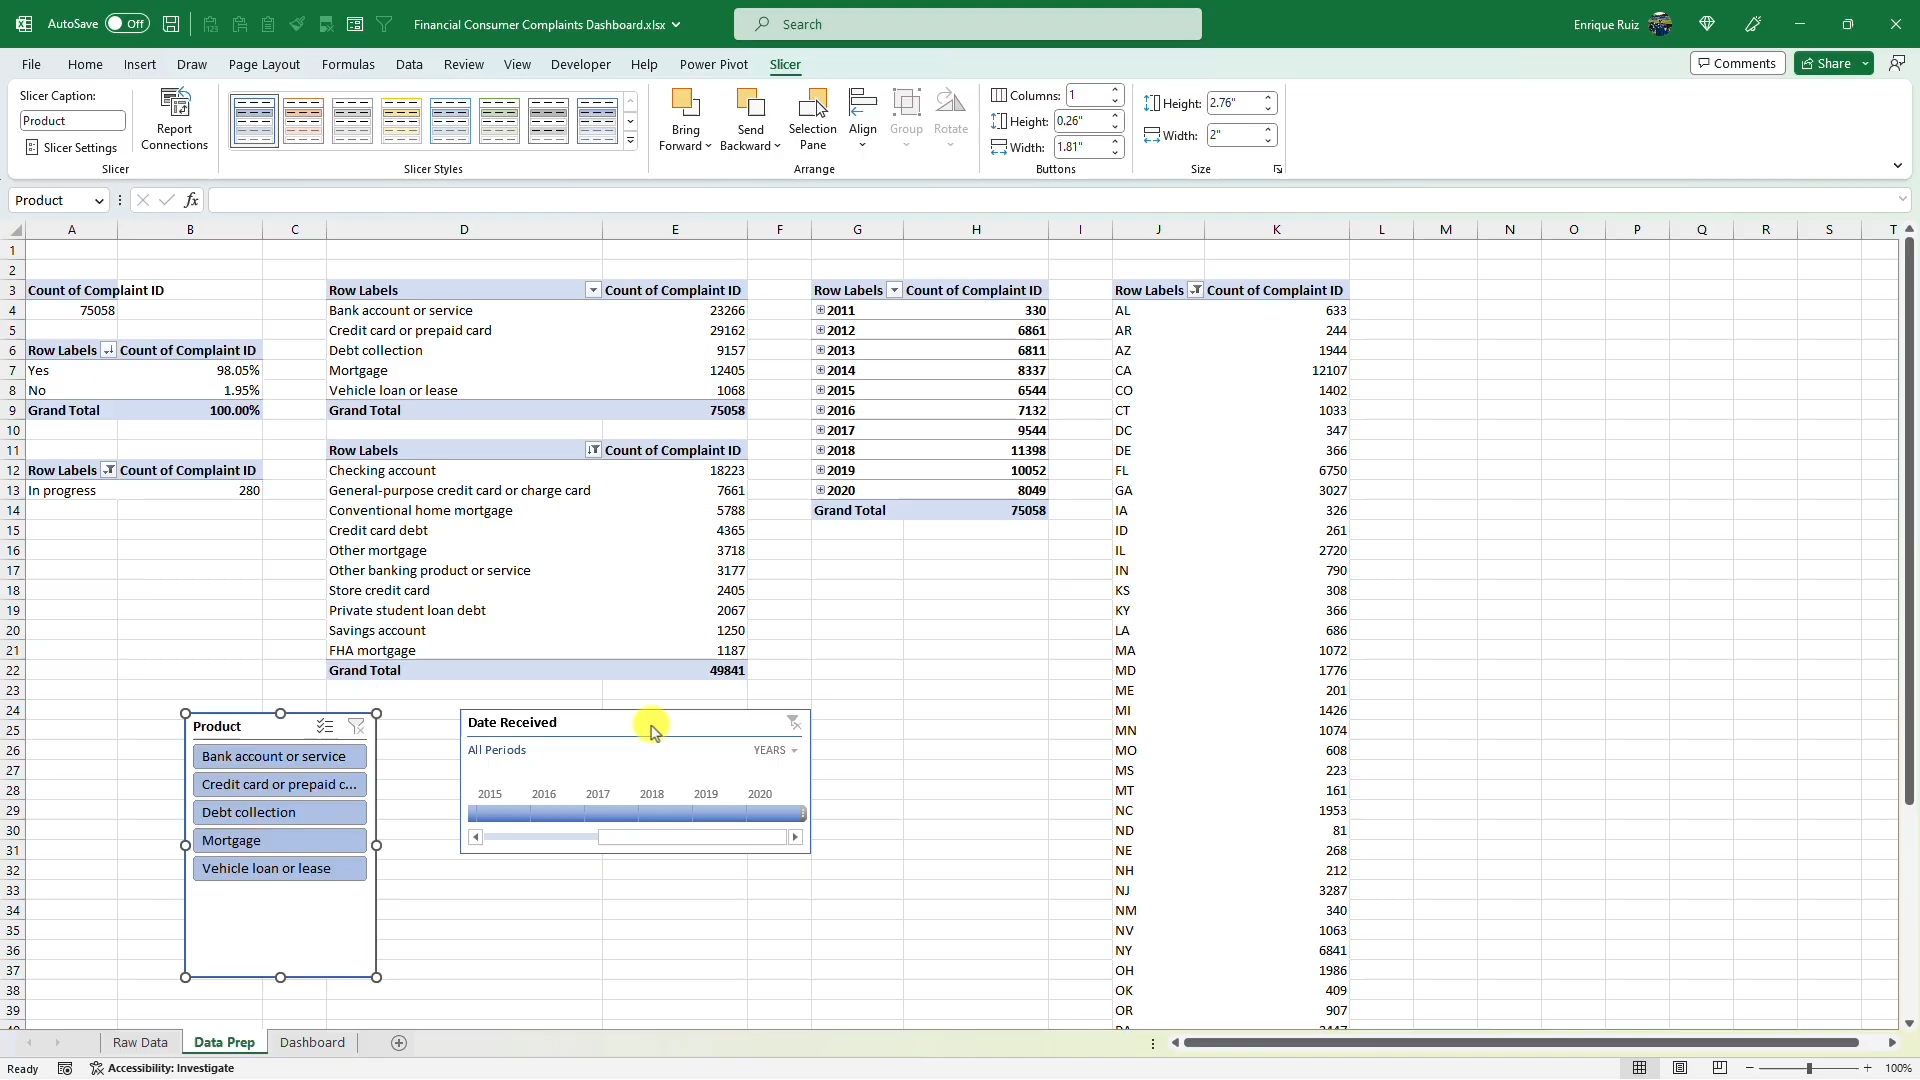 AutoSave Off
Financial Consumer Complaints Dashboard.xlsx
Search
Enrique Ruiz
File Home Insert Draw Page Layout Formulas Data Review View Developer Help Power Pivot Slicer
Comments Share
Slicer Caption:
Product
Slicer Settings
Report Connections
Slicer
Slicer Styles
Bring Forward
Send Backward
Selection Pane
Align
Group
Rotate
Arrange
Columns: 1
Height: 0.26"
Width: 1.81"
Buttons
Height: 2.76"
Width: 2"
Size
Product fx
A B C D E F G H I J K L M N O P Q R S T
1
2
3 Count of Complaint ID Row Labels Count of Complaint ID Row Labels Count of Complaint ID Row Labels Count of Complaint ID
4 75058 Bank account or service 23266 2011 330 AL 633
5 Credit card or prepaid card 29162 2012 6861 AR 244
6 Row Labels Count of Complaint ID Debt collection 9157 2013 6811 AZ 1944
7 Yes 98.05% Mortgage 12405 2014 8337 CA 12107
8 No 1.95% Vehicle loan or lease 1068 2015 6544 CO 1402
9 Grand Total 100.00% Grand Total 75058 2016 7132 CT 1033
10 2017 9544 DC 347
11 Row Labels Count of Complaint ID 2018 11398 DE 366
12 Row Labels Count of Complaint ID Checking account 18223 2019 10052 FL 6750
13 In progress 280 General-purpose credit card or charge card 7661 2020 8049 GA 3027
14 Conventional home mortgage 5788 Grand Total 75058 IA 326
15 Credit card debt 4365 ID 261
16 Other mortgage 3718 IL 2720
17 Other banking product or service 3177 IN 790
18 Store credit card 2405 KS 308
19 Private student loan debt 2067 KY 366
20 Savings account 1250 LA 686
21 FHA mortgage 1187 MA 1072
22 Grand Total 49841 MD 1776
23 ME 201
24 MI 1426
25 MN 1074
26 MO 608
27 MS 223
28 MT 161
29 NC 1953
30 ND 81
31 NE 268
32 NH 212
33 NJ 3287
34 NM 340
35 NV 1063
36 NY 6841
37 OH 1986
38 OK 409
39 OR 907
Product
Bank account or service
Credit card or prepaid c...
Debt collection
Mortgage
Vehicle loan or lease
Date Received
All Periods YEARS
2015 2016 2017 2018 2019 2020
Raw Data Data Prep Dashboard
Ready Accessibility: Investigate 100%